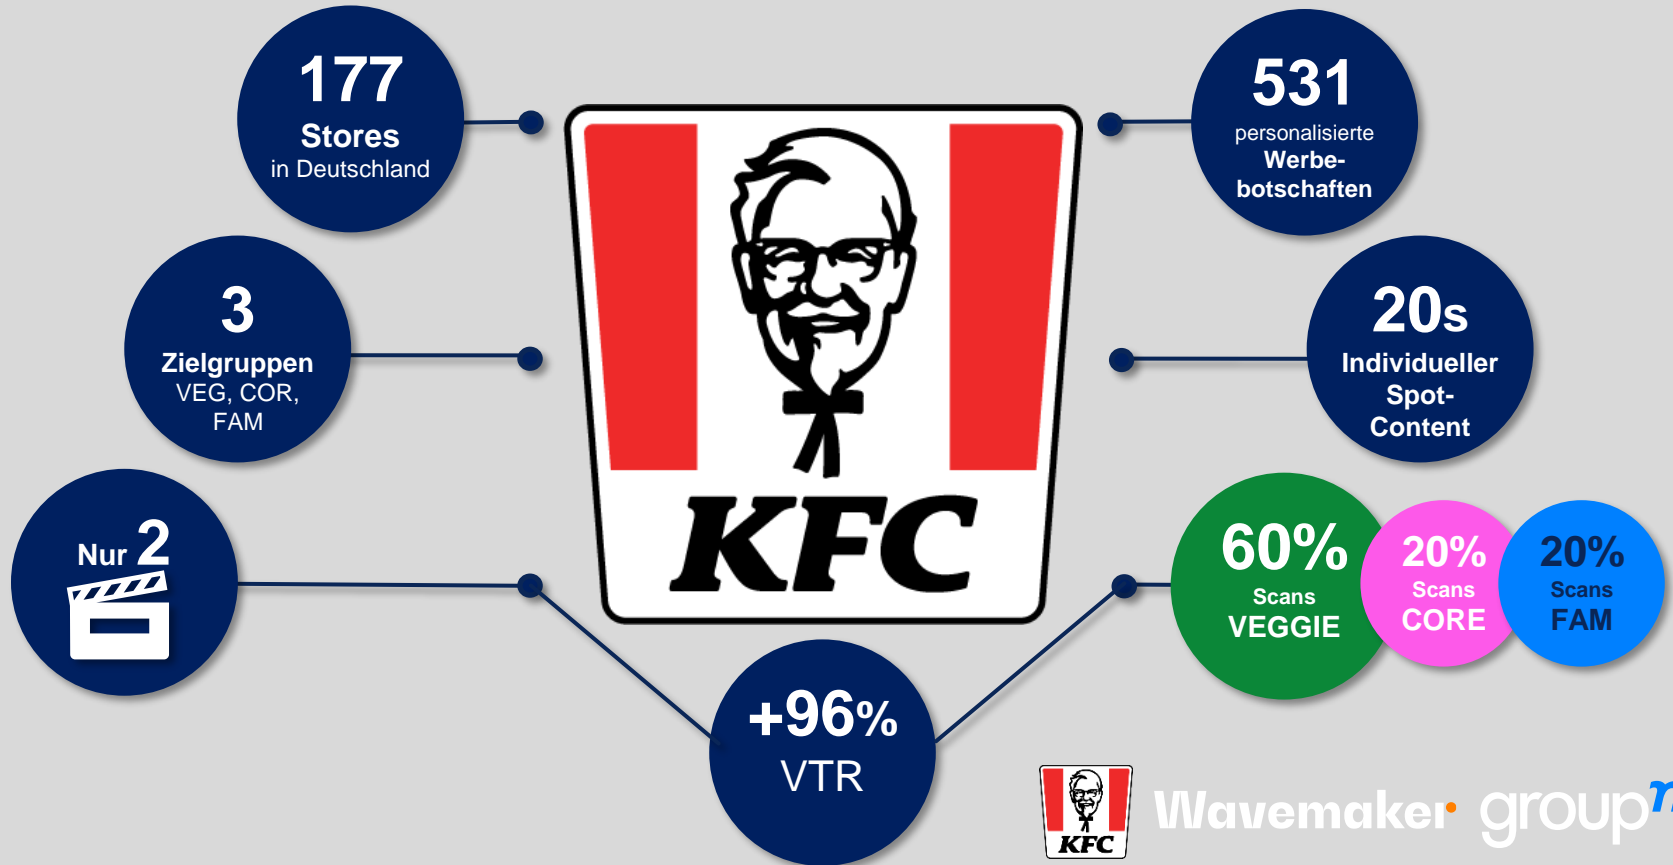 177
Stores
in Deutschland
531
personalisierte
Werbe-
botschaften
3
Zielgruppen
VEG, COR,
FAM
20s
Individueller
Spot-
Content
Nur 2
60%
Scans
VEGGIE
20%
Scans
CORE
20%
Scans
FAM
KFC
+96%
VTR
KFC
Wavemaker
groupm